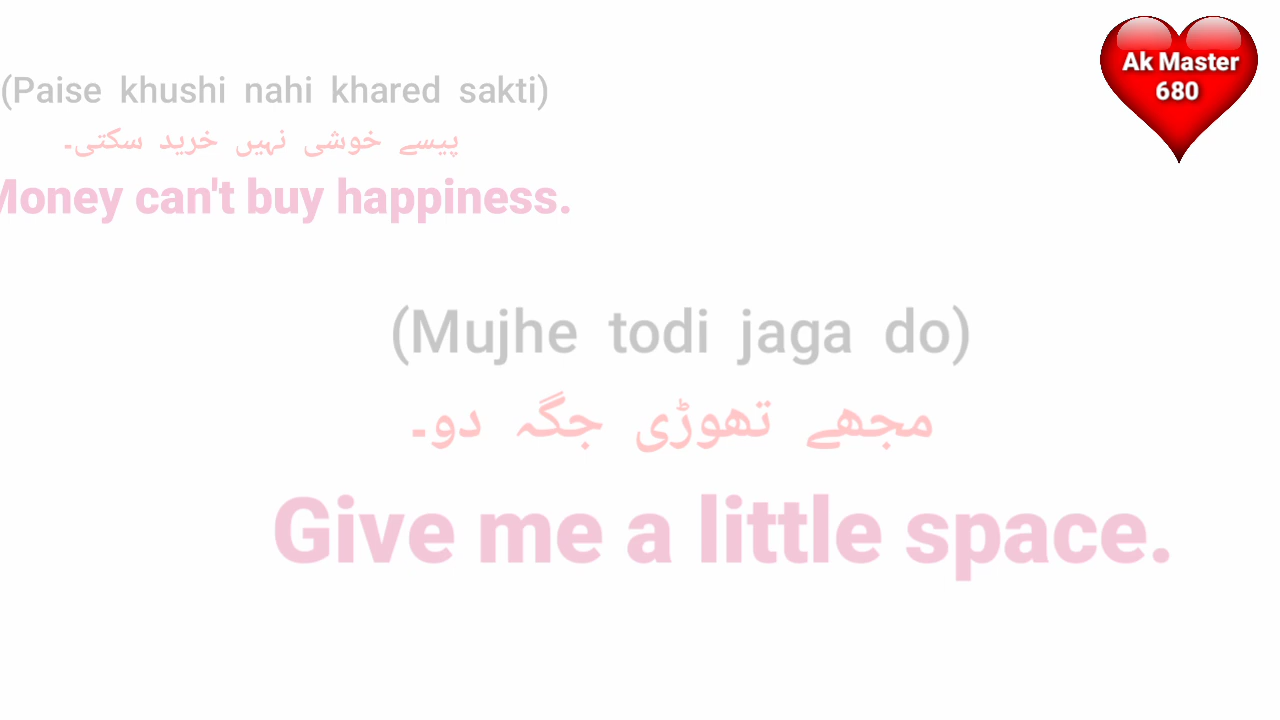 Ak Master
680
(Paise khushi nahi khared sakti)
پیسے خوشی نہیں خرید سکتی۔
Money can't buy happiness.
(Mujhe todi jaga do)
مجھے تھوڑی جگہ دو۔
Give me a little space.